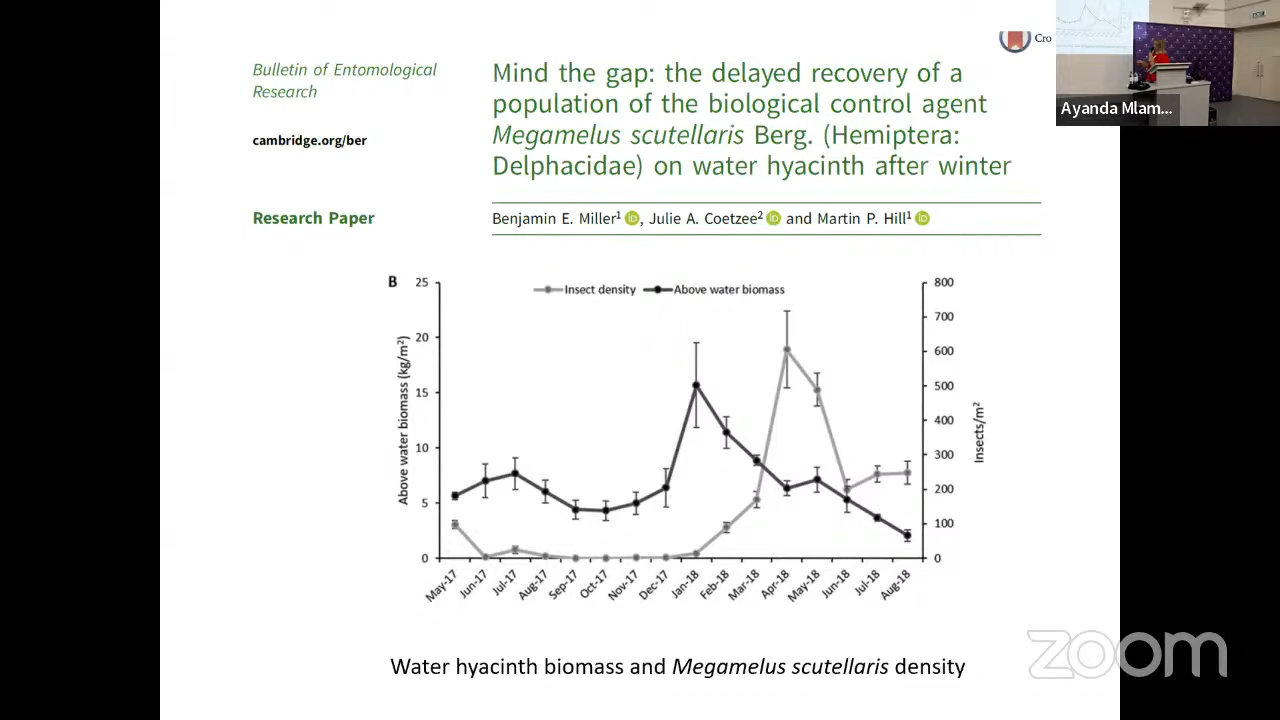 Bulletin of Entomological
Research
cambridge.org/ber
Research Paper
Cro
Mind the gap: the delayed recovery of a
population of the biological control agent
Megamelus scutellaris Berg. (Hemiptera:
Delphacidae) on water hyacinth after winter
Benjamin E. Miller¹ iD, Julie A. Coetzee² iD and Martin P. Hill¹ iD
Ayanda Mlam...
B
Insect density
Above water biomass
Above water biomass (kg/m²)
25
20
15
10
5
0
Insects/m²
800
700
600
500
400
300
200
100
0
May-17 Jun-17 Jul-17 Aug-17 Sep-17 Oct-17 Nov-17 Dec-17 Jan-18 Feb-18 Mar-18 Apr-18 May-18 Jun-18 Jul-18 Aug-18
Water hyacinth biomass and Megamelus scutellaris density
zoom